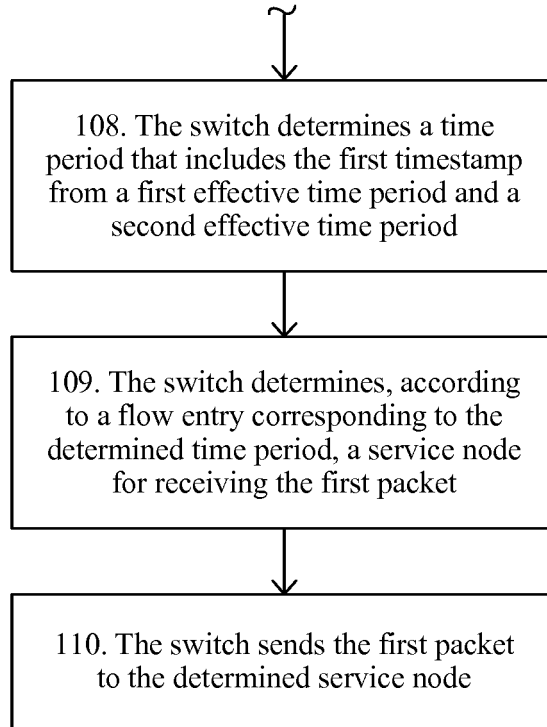 108. The switch determines a time
period that includes the first timestamp
from a first effective time period and a
second effective time period
109. The switch determines, according
to a flow entry corresponding to the
determined time period, a service node
for receiving the first packet
110. The switch sends the first packet
to the determined service node